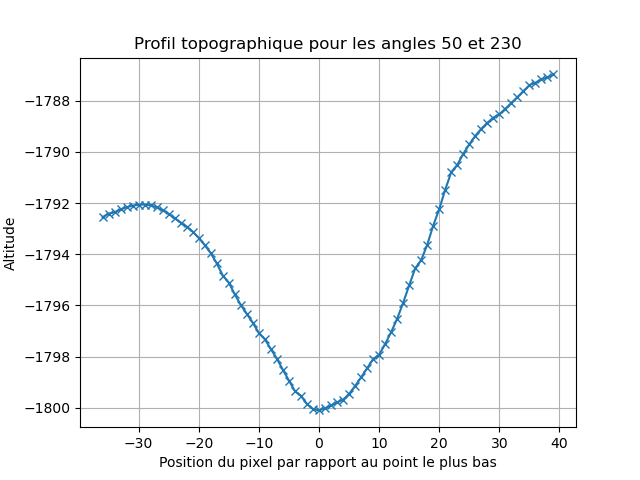 Profil topographique pour les angles 50 et 230
Altitude
−1788
−1790
−1792
−1794
−1796
−1798
−1800
−30 −20 −10 0 10 20 30 40
Position du pixel par rapport au point le plus bas